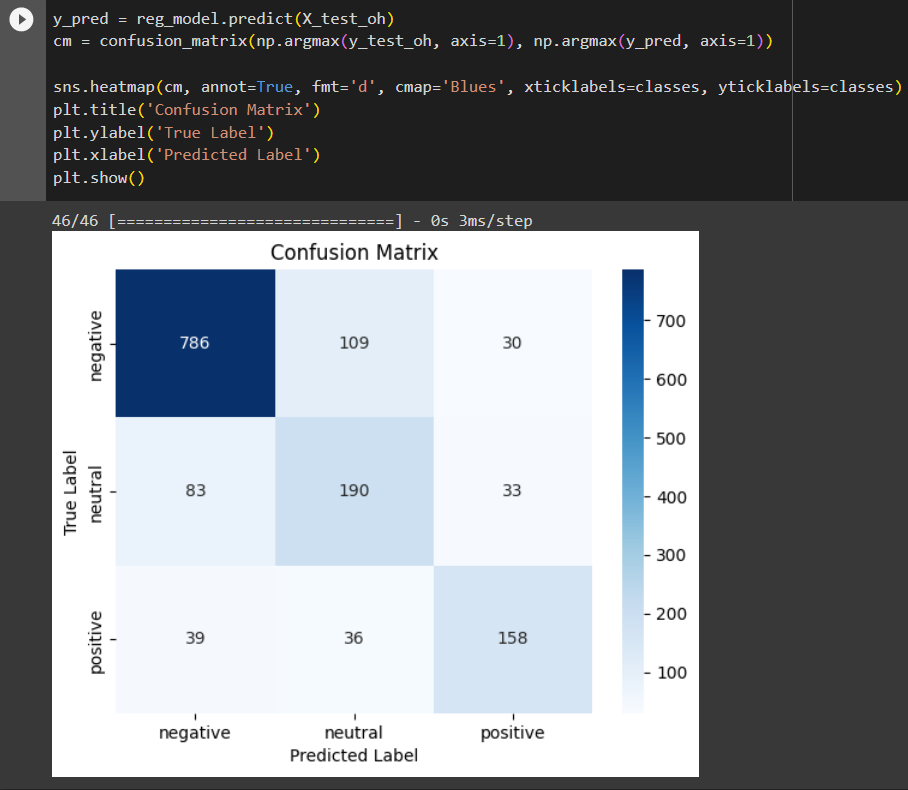 y_pred = reg_model.predict(X_test_oh)
cm = confusion_matrix(np.argmax(y_test_oh, axis=1), np.argmax(y_pred, axis=1))
sns.heatmap(cm, annot=True, fmt='d', cmap='Blues', xticklabels=classes, yticklabels=classes)
plt.title('Confusion Matrix')
plt.ylabel('True Label')
plt.xlabel('Predicted Label')
plt.show()
46/46 [==============================] - 0s 3ms/step
Confusion Matrix
True Label
negative
786 109 30
neutral
83 190 33
positive
39 36 158
negative neutral positive
Predicted Label
700
600
500
400
300
200
100